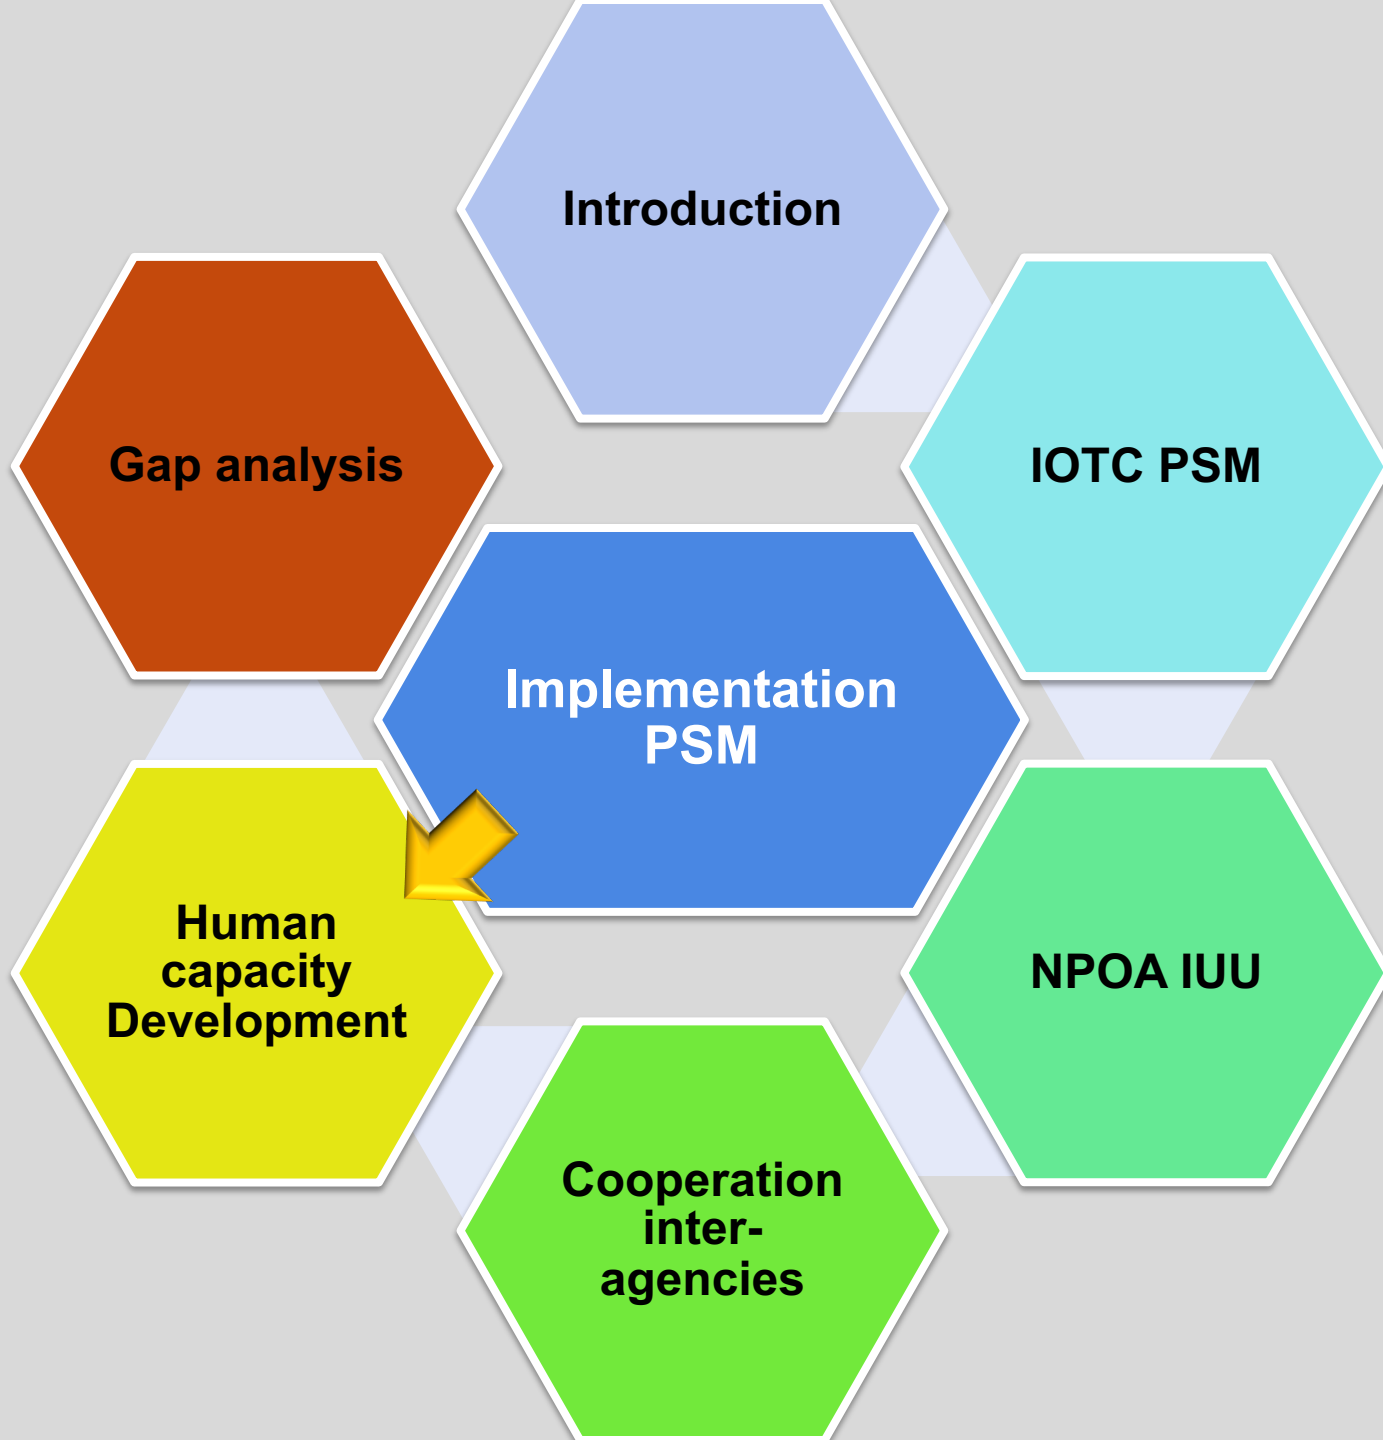 Introduction
Gap analysis
IOTC PSM
Implementation
PSM
Human
capacity
Development
NPOA IUU
Cooperation
inter-
agencies